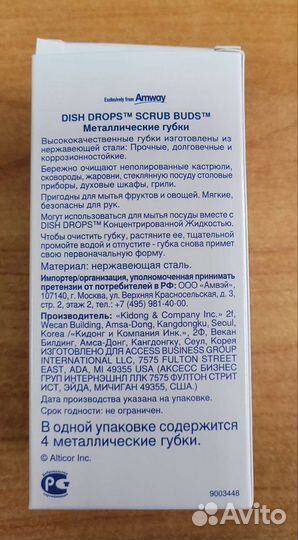 Exclusively from Amway
DISH DROPS™ SCRUB BUDS™
Металлические губки
Высококачественные губки изготовлены из
нержавеющей стали: Прочные, долговечные и
коррозионностойкие.
Бережно очищают неполированные кастрюли,
сковороды, жаровни, стеклянную посуду столовые
приборы, духовные шкафы, грили.
Пригодны для мытья фруктов и овощей. Мягкие,
безопасны для рук.
Могут использоваться для мытья посуды вместе с
DISH DROPS™ Концентрированной Жидкостью.
Чтобы очистить губку, растяните ее, тщательно
промойте водой и отпустите - губка снова примет
свою первоначальную форму.
Материал: нержавеющая сталь.
Импортер/организация, уполномоченная принимать
претензии от потребителей в РФ: ООО «Амвэй»,
107140, г. Москва, ул. Верхняя Красносельская, д. 3,
стр. 2, этаж 2, тел.: +7 (495) 981-40-00.
Производитель: «Kidong & Company Inc.» 2f,
Wecan Building, Amsa-Dong, Kangdongku, Seoul,
Korea /«Кидонг и Компания Инк.», 2Ф, Векан
Билдинг, Амса-Донг, Кангдонгку, Сеул, Корея
ИЗГОТОВЛЕНО ДЛЯ ACCESS BUSINESS GROUP
INTERNATIONAL LLC, 7575 FULTON STREET
EAST, ADA, MI 49355 USA (АКСЕСС БИЗНЕС
ГРУП ИНТЕРНЭШНЛ ЛЛК 7575 ФУЛТОН СТРИТ
ИСТ, ЭЙДА, МИЧИГАН 49355, США.)
Дата производства указана на упаковке.
Срок годности: не ограничен.
В одной упаковке содержится
4 металлические губки.
© Alticor Inc.
9003448
Avito